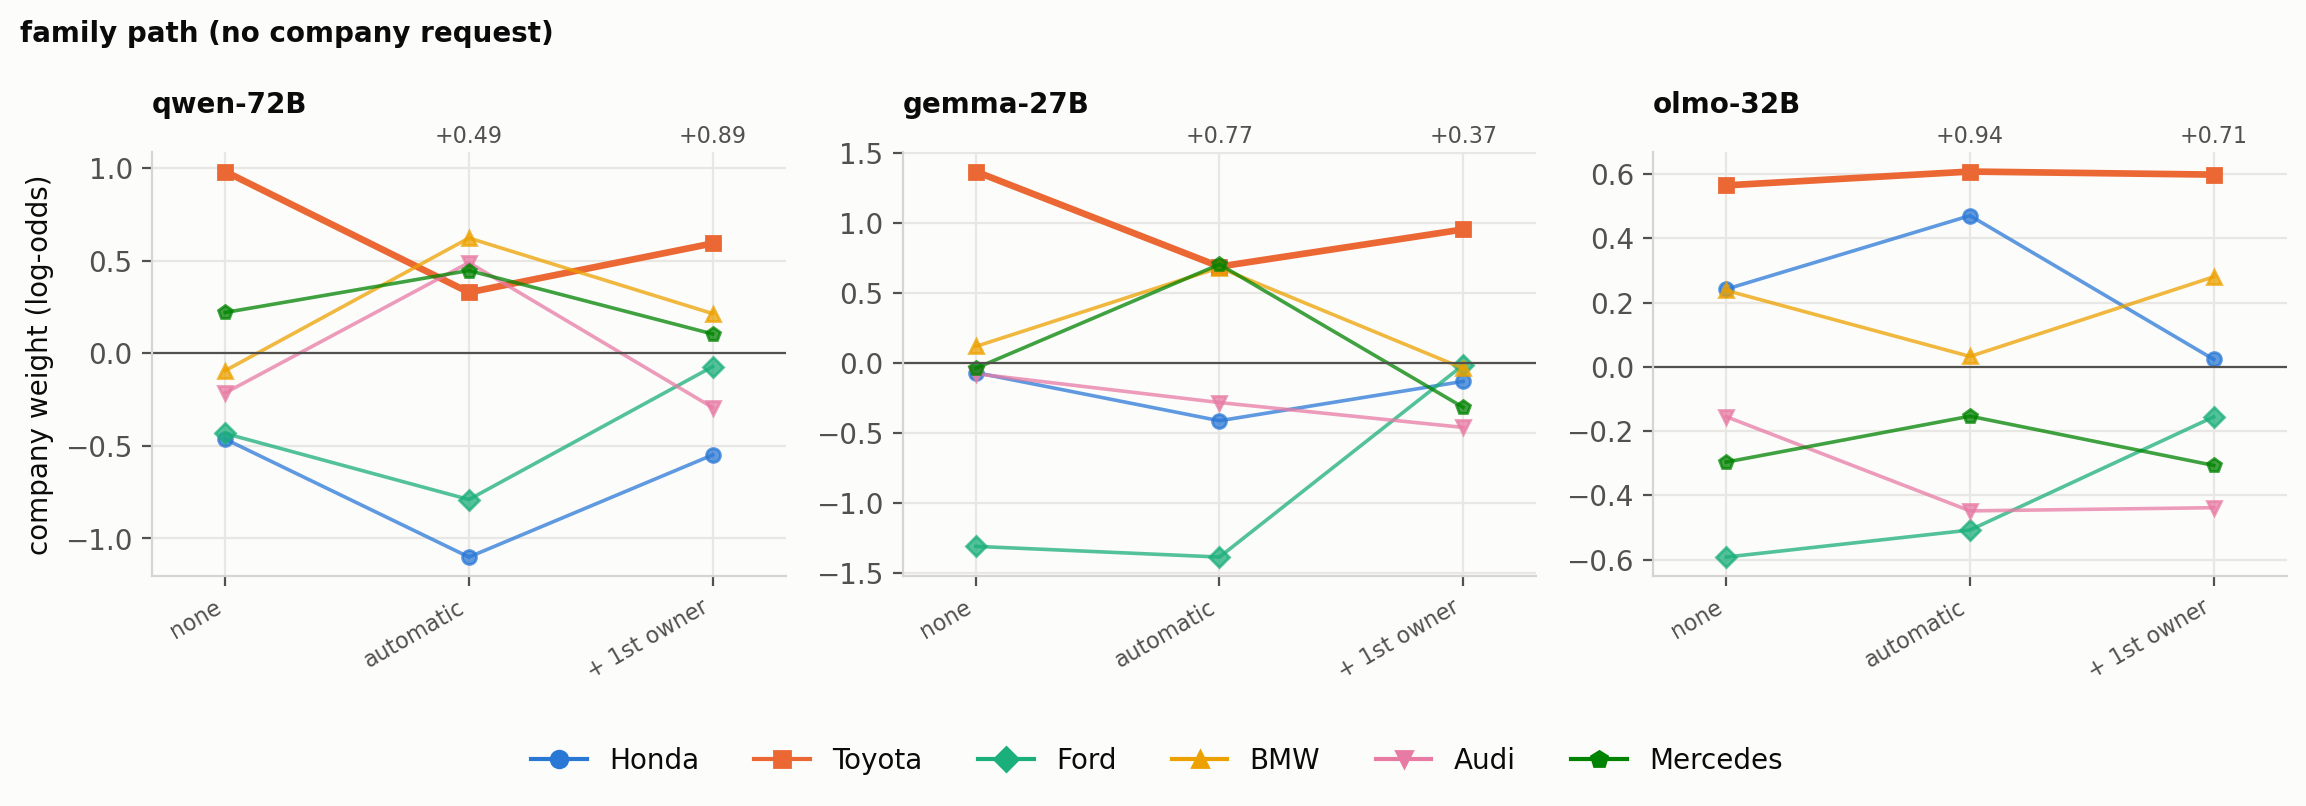 family path (no company request)
qwen-72B
gemma-27B
olmo-32B
+0.49
+0.89
+0.77
+0.37
+0.94
+0.71
company weight (log-odds)
1.0
0.5
0.0
−0.5
−1.0
1.5
1.0
0.5
0.0
−0.5
−1.0
−1.5
0.6
0.4
0.2
0.0
−0.2
−0.4
−0.6
none
automatic
+ 1st owner
none
automatic
+ 1st owner
none
automatic
+ 1st owner
Honda
Toyota
Ford
BMW
Audi
Mercedes